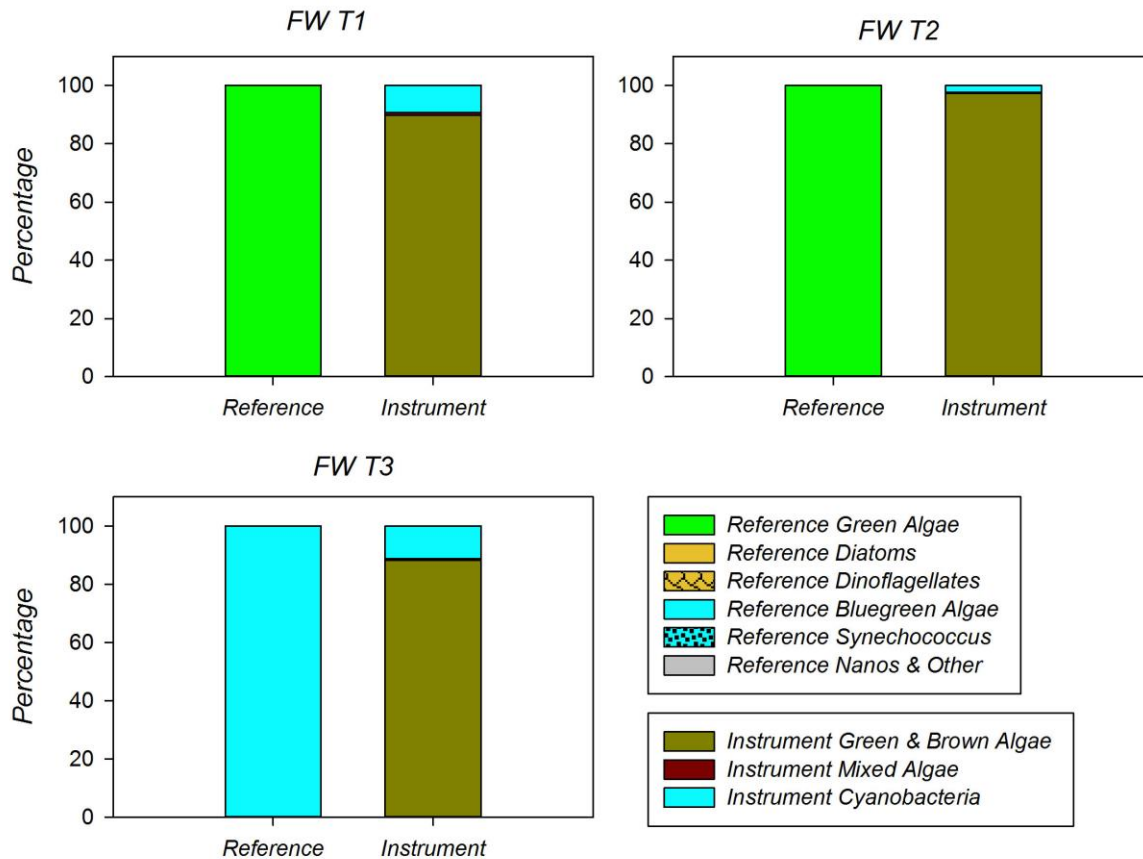 FW T1
Percentage
100
80
60
40
20
0
Reference Instrument
FW T2
100
80
60
40
20
0
Reference Instrument
FW T3
Percentage
100
80
60
40
20
0
Reference Instrument
Reference Green Algae
Reference Diatoms
Reference Dinoflagellates
Reference Bluegreen Algae
Reference Synechococcus
Reference Nanos & Other
Instrument Green & Brown Algae
Instrument Mixed Algae
Instrument Cyanobacteria